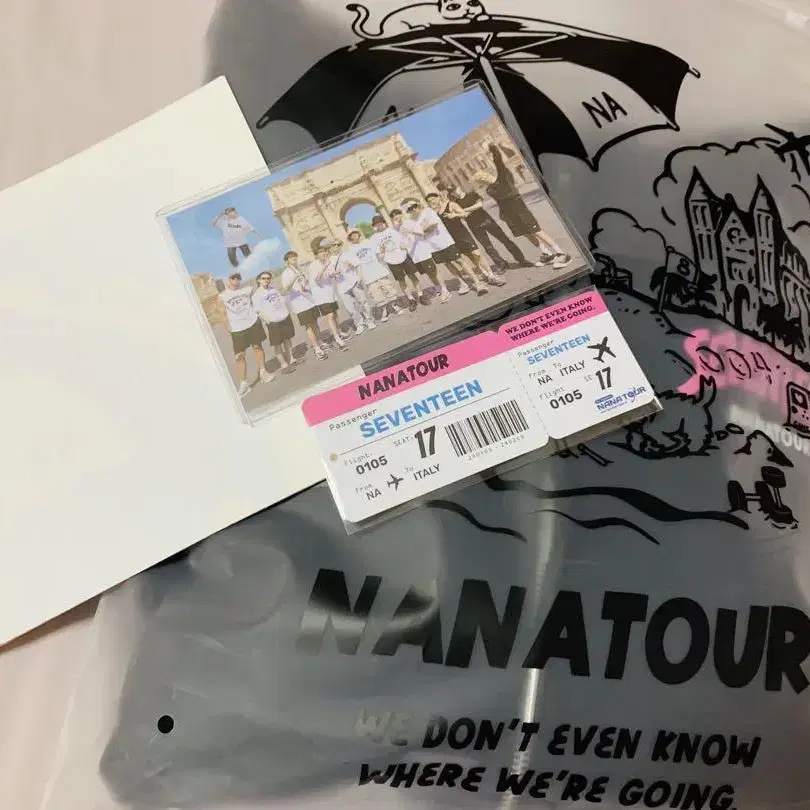 NA
8
NANATOUR
Passenger
SEVENTEEN
Flight
0105
SEAT
17
From To
NA ITALY
WE DON'T EVEN KNOW
WHERE WE'RE GOING.
Passenger
SEVENTEEN
From To
NA ITALY
Flight
0105
17
NANATOUR
NANATOUR
NANATOUR
WE DON'T EVEN KNOW
WHERE WE'RE GOING.